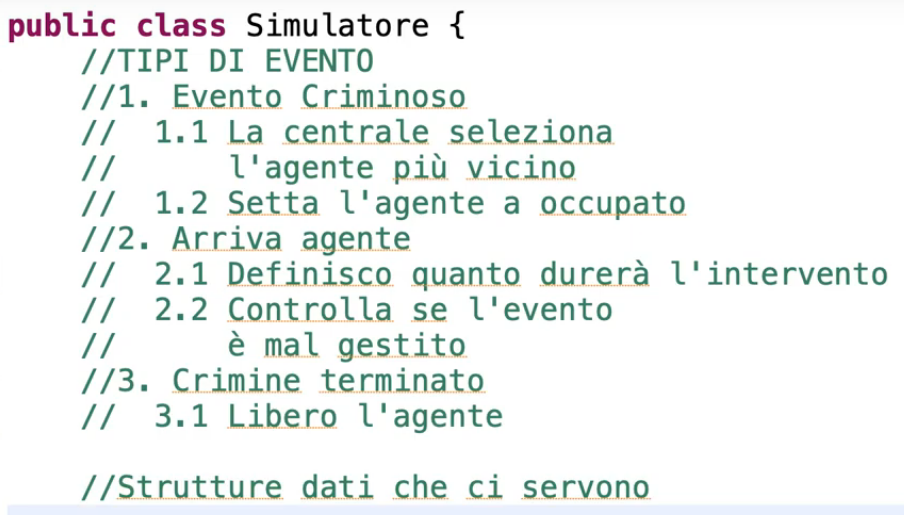 public class Simulatore {
//TIPI DI EVENTO
//1. Evento Criminoso
//  1.1 La centrale seleziona
//      l'agente più vicino
//  1.2 Setta l'agente a occupato
//2. Arriva agente
//  2.1 Definisco quanto durerà l'intervento
//  2.2 Controlla se l'evento
//      è mal gestito
//3. Crimine terminato
//  3.1 Libero l'agente
//Strutture dati che ci servono